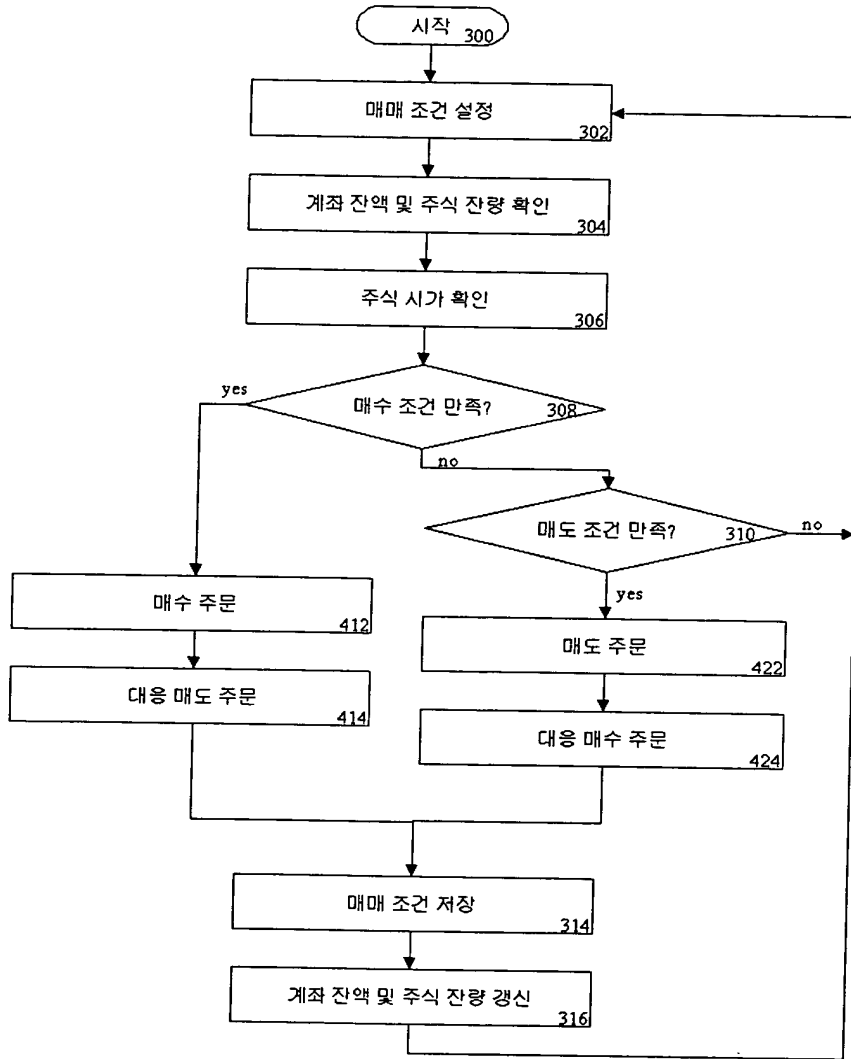 시작 300
매매 조건 설정
302
계좌 잔액 및 주식 잔량 확인
304
주식 시가 확인
306
yes
매수 조건 만족? 308
no
매도 조건 만족? 310
no
yes
매수 주문
412
매도 주문
422
대응 매도 주문
414
대응 매수 주문
424
매매 조건 저장
314
계좌 잔액 및 주식 잔량 갱신
316